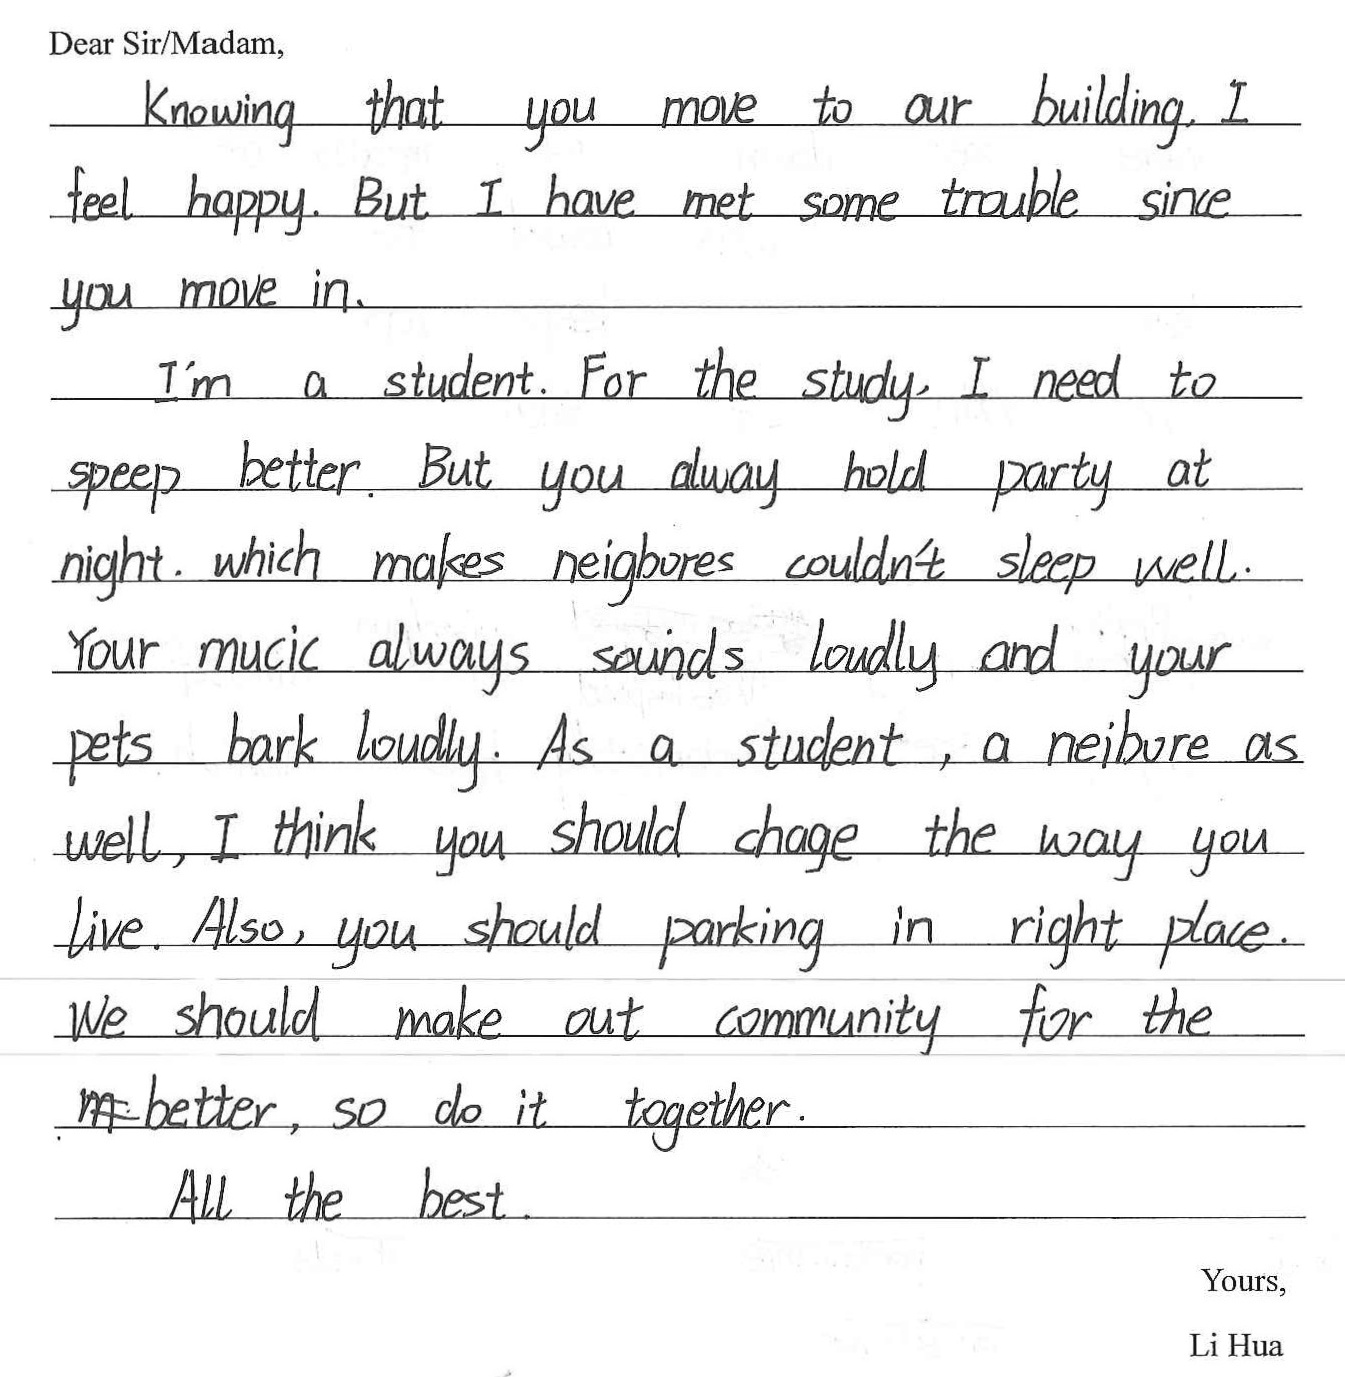 Dear Sir/Madam,
Knowing that you move to our building, I
feel happy. But I have met some trouble since
you move in.
I'm a student. For the study, I need to
speep better. But you alway hold party at
night. which makes neigbores couldn't sleep well.
Your mucic always sounds loudly and your
pets bark loudly. As a student, a neibore as
well, I think you should chage the way you
live. Also, you should parking in right place.
We should make out community for the
better, so do it together.
All the best.
Yours,
Li Hua